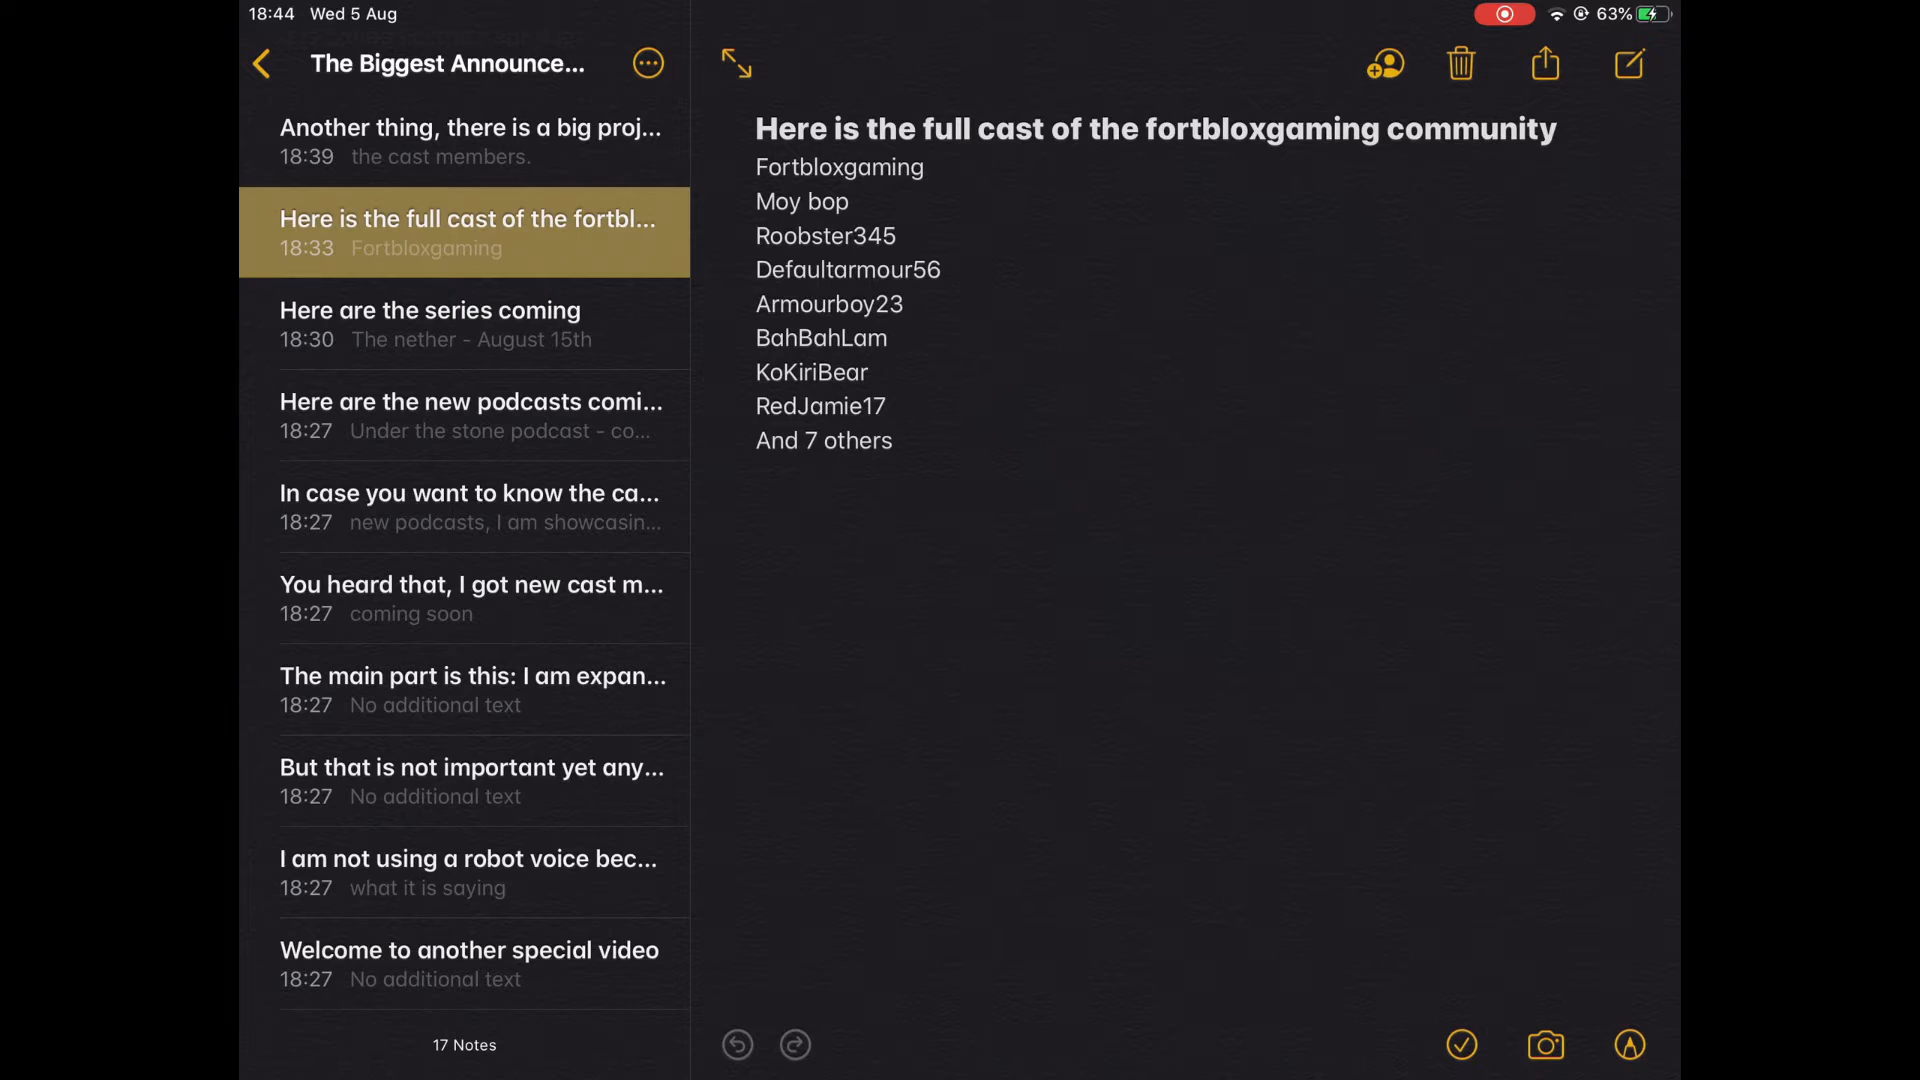 18:44 Wed 5 Aug
63%
The Biggest Announce...
Another thing, there is a big proj...
18:39 the cast members.
Here is the full cast of the fortbl...
18:33 Fortbloxgaming
Here are the series coming
18:30 The nether - August 15th
Here are the new podcasts comi...
18:27 Under the stone podcast - co...
In case you want to know the ca...
18:27 new podcasts, I am showcasin...
You heard that, I got new cast m...
18:27 coming soon
The main part is this: I am expan...
18:27 No additional text
But that is not important yet any...
18:27 No additional text
I am not using a robot voice bec...
18:27 what it is saying
Welcome to another special video
18:27 No additional text
17 Notes
Here is the full cast of the fortbloxgaming community
Fortbloxgaming
Moy bop
Roobster345
Defaultarmour56
Armourboy23
BahBahLam
KoKiriBear
RedJamie17
And 7 others